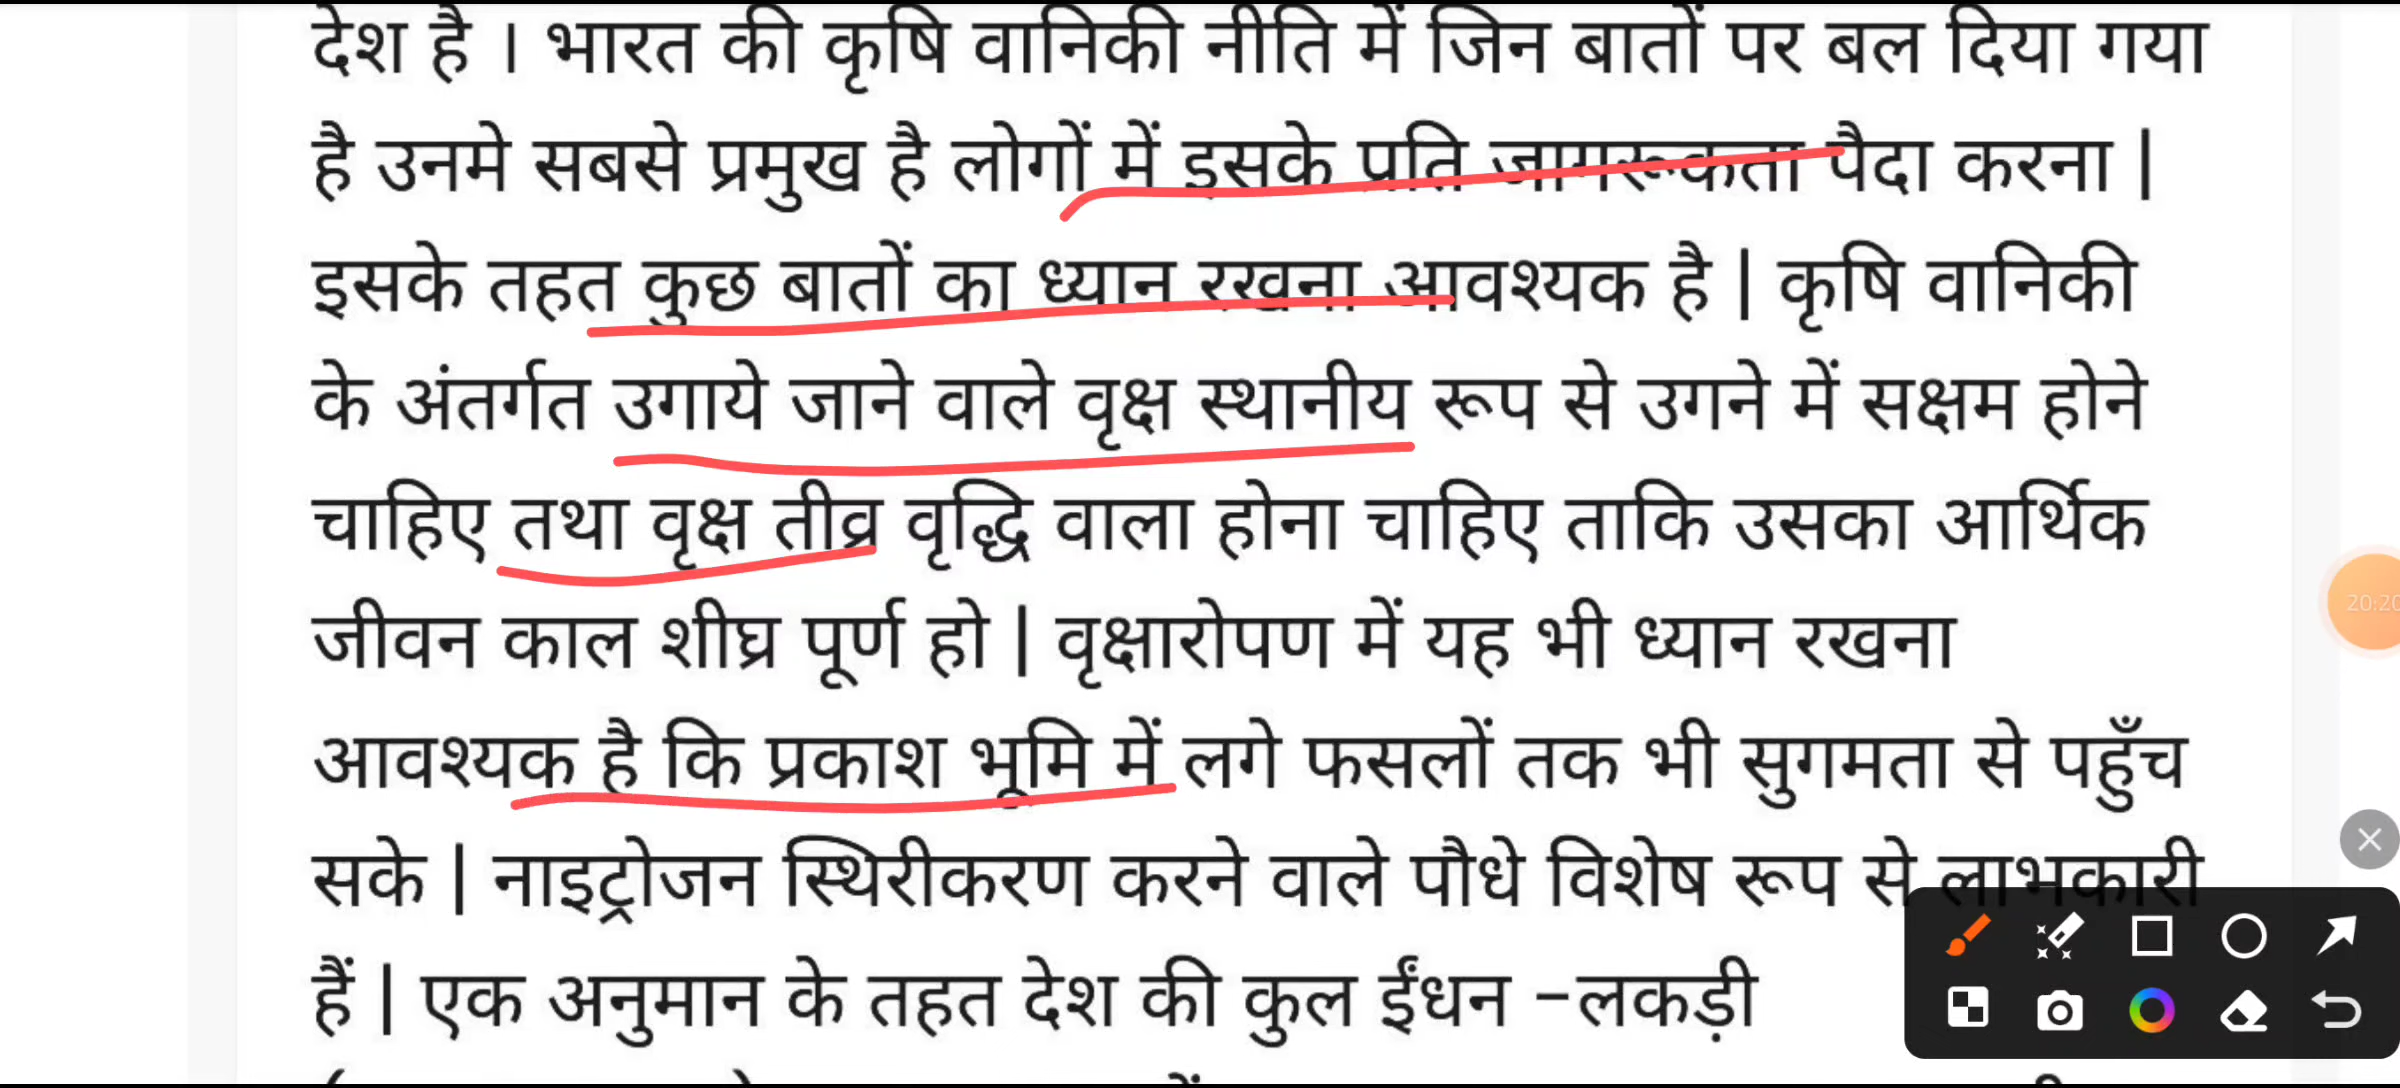 देश है । भारत की कृषि वानिकी नीति में जिन बातों पर बल दिया गया
है उनमे सबसे प्रमुख है लोगों में इसके प्रति जागरूकता पैदा करना |
इसके तहत कुछ बातों का ध्यान रखना आवश्यक है | कृषि वानिकी
के अंतर्गत उगाये जाने वाले वृक्ष स्थानीय रूप से उगने में सक्षम होने
चाहिए तथा वृक्ष तीव्र वृद्धि वाला होना चाहिए ताकि उसका आर्थिक
जीवन काल शीघ्र पूर्ण हो | वृक्षारोपण में यह भी ध्यान रखना
आवश्यक है कि प्रकाश भूमि में लगे फसलों तक भी सुगमता से पहुँच
सके | नाइट्रोजन स्थिरीकरण करने वाले पौधे विशेष रूप से लाभकारी
हैं | एक अनुमान के तहत देश की कुल ईंधन -लकड़ी
20:20